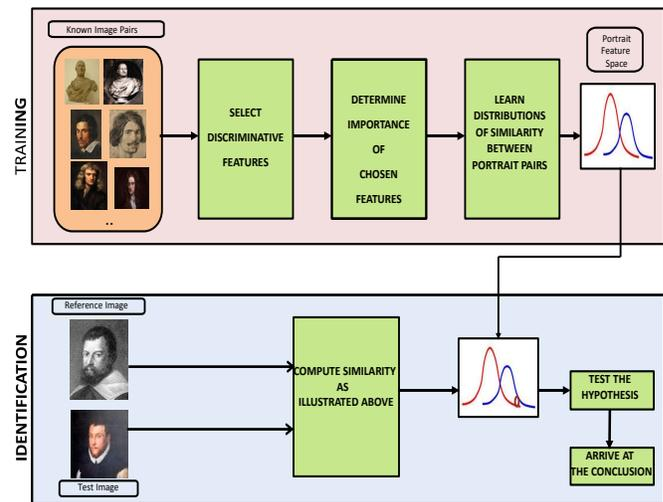 TRAINING
Known Image Pairs
..
SELECT
DISCRIMINATIVE
FEATURES
DETERMINE
IMPORTANCE
OF
CHOSEN
FEATURES
LEARN
DISTRIBUTIONS
OF SIMILARITY
BETWEEN
PORTRAIT PAIRS
Portrait
Feature
Space
IDENTIFICATION
Reference Image
Test Image
COMPUTE SIMILARITY
AS
ILLUSTRATED ABOVE
TEST THE
HYPOTHESIS
ARRIVE AT
THE CONCLUSION